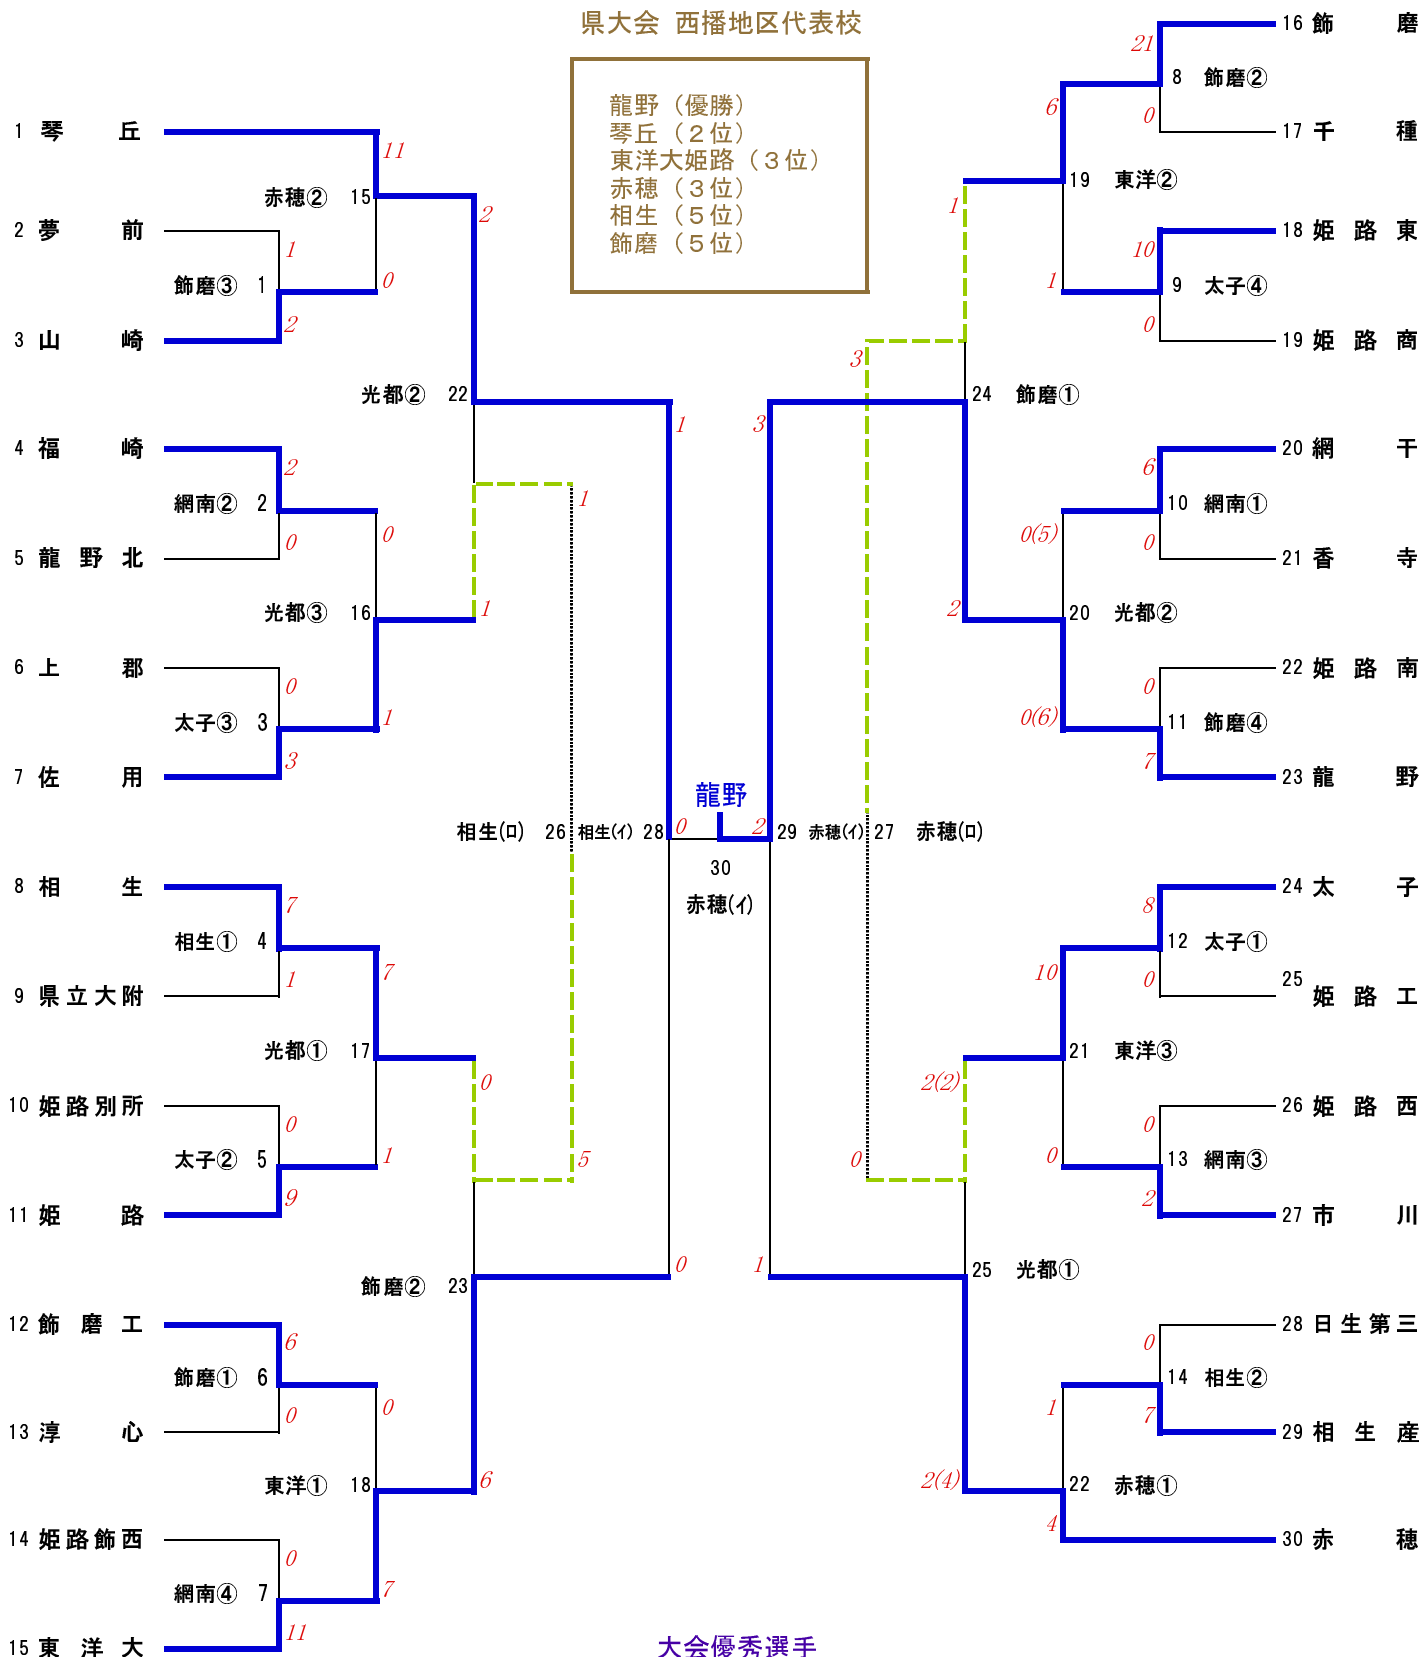 県大会 西播地区代表校
龍野（優勝）
琴丘（２位）
東洋大姫路（３位）
赤穂（３位）
相生（５位）
飾磨（５位）
1 琴 丘
11
赤穂② 15
2
2 夢 前
1
飾磨③ 1
0
2
3 山 崎
光都② 22
1
4 福 崎
2
網南② 2
0
0
5 龍 野 北
1
光都③ 16
1
6 上 郡
0
太子③ 3
1
3
7 佐 用
相生(ﾛ) 26 相生(ｲ) 28
0
8 相 生
7
相生① 4
7
1
9 県 立 大 附
光都① 17
0
10 姫 路 別 所
0
太子② 5
1
5
9
11 姫 路
0
飾磨② 23
12 飾 磨 工
6
飾磨① 6
0
0
13 淳 心
東洋① 18
6
14 姫 路 飾 西
0
網南④ 7
7
11
15 東 洋 大
龍野
30
赤穂(ｲ)
16 飾 磨
21
8 飾磨②
6
0
17 千 種
19 東洋②
1
18 姫 路 東
10
9 太子④
1
0
19 姫 路 商
3
24 飾磨①
3
20 網 干
6
10 網南①
0(5)
0
21 香 寺
2
20 光都②
22 姫 路 南
0
11 飾磨④
0(6)
7
23 龍 野
2
29 赤穂(ｲ) 27 赤穂(ﾛ)
24 太 子
8
12 太子①
10
0
25 姫 路 工
21 東洋③
2(2)
26 姫 路 西
0
13 網南③
0
0
2
27 市 川
1
25 光都①
28 日 生 第 三
0
14 相生②
1
7
29 相 生 産
2(4)
22 赤穂①
4
30 赤 穂
大会優秀選手